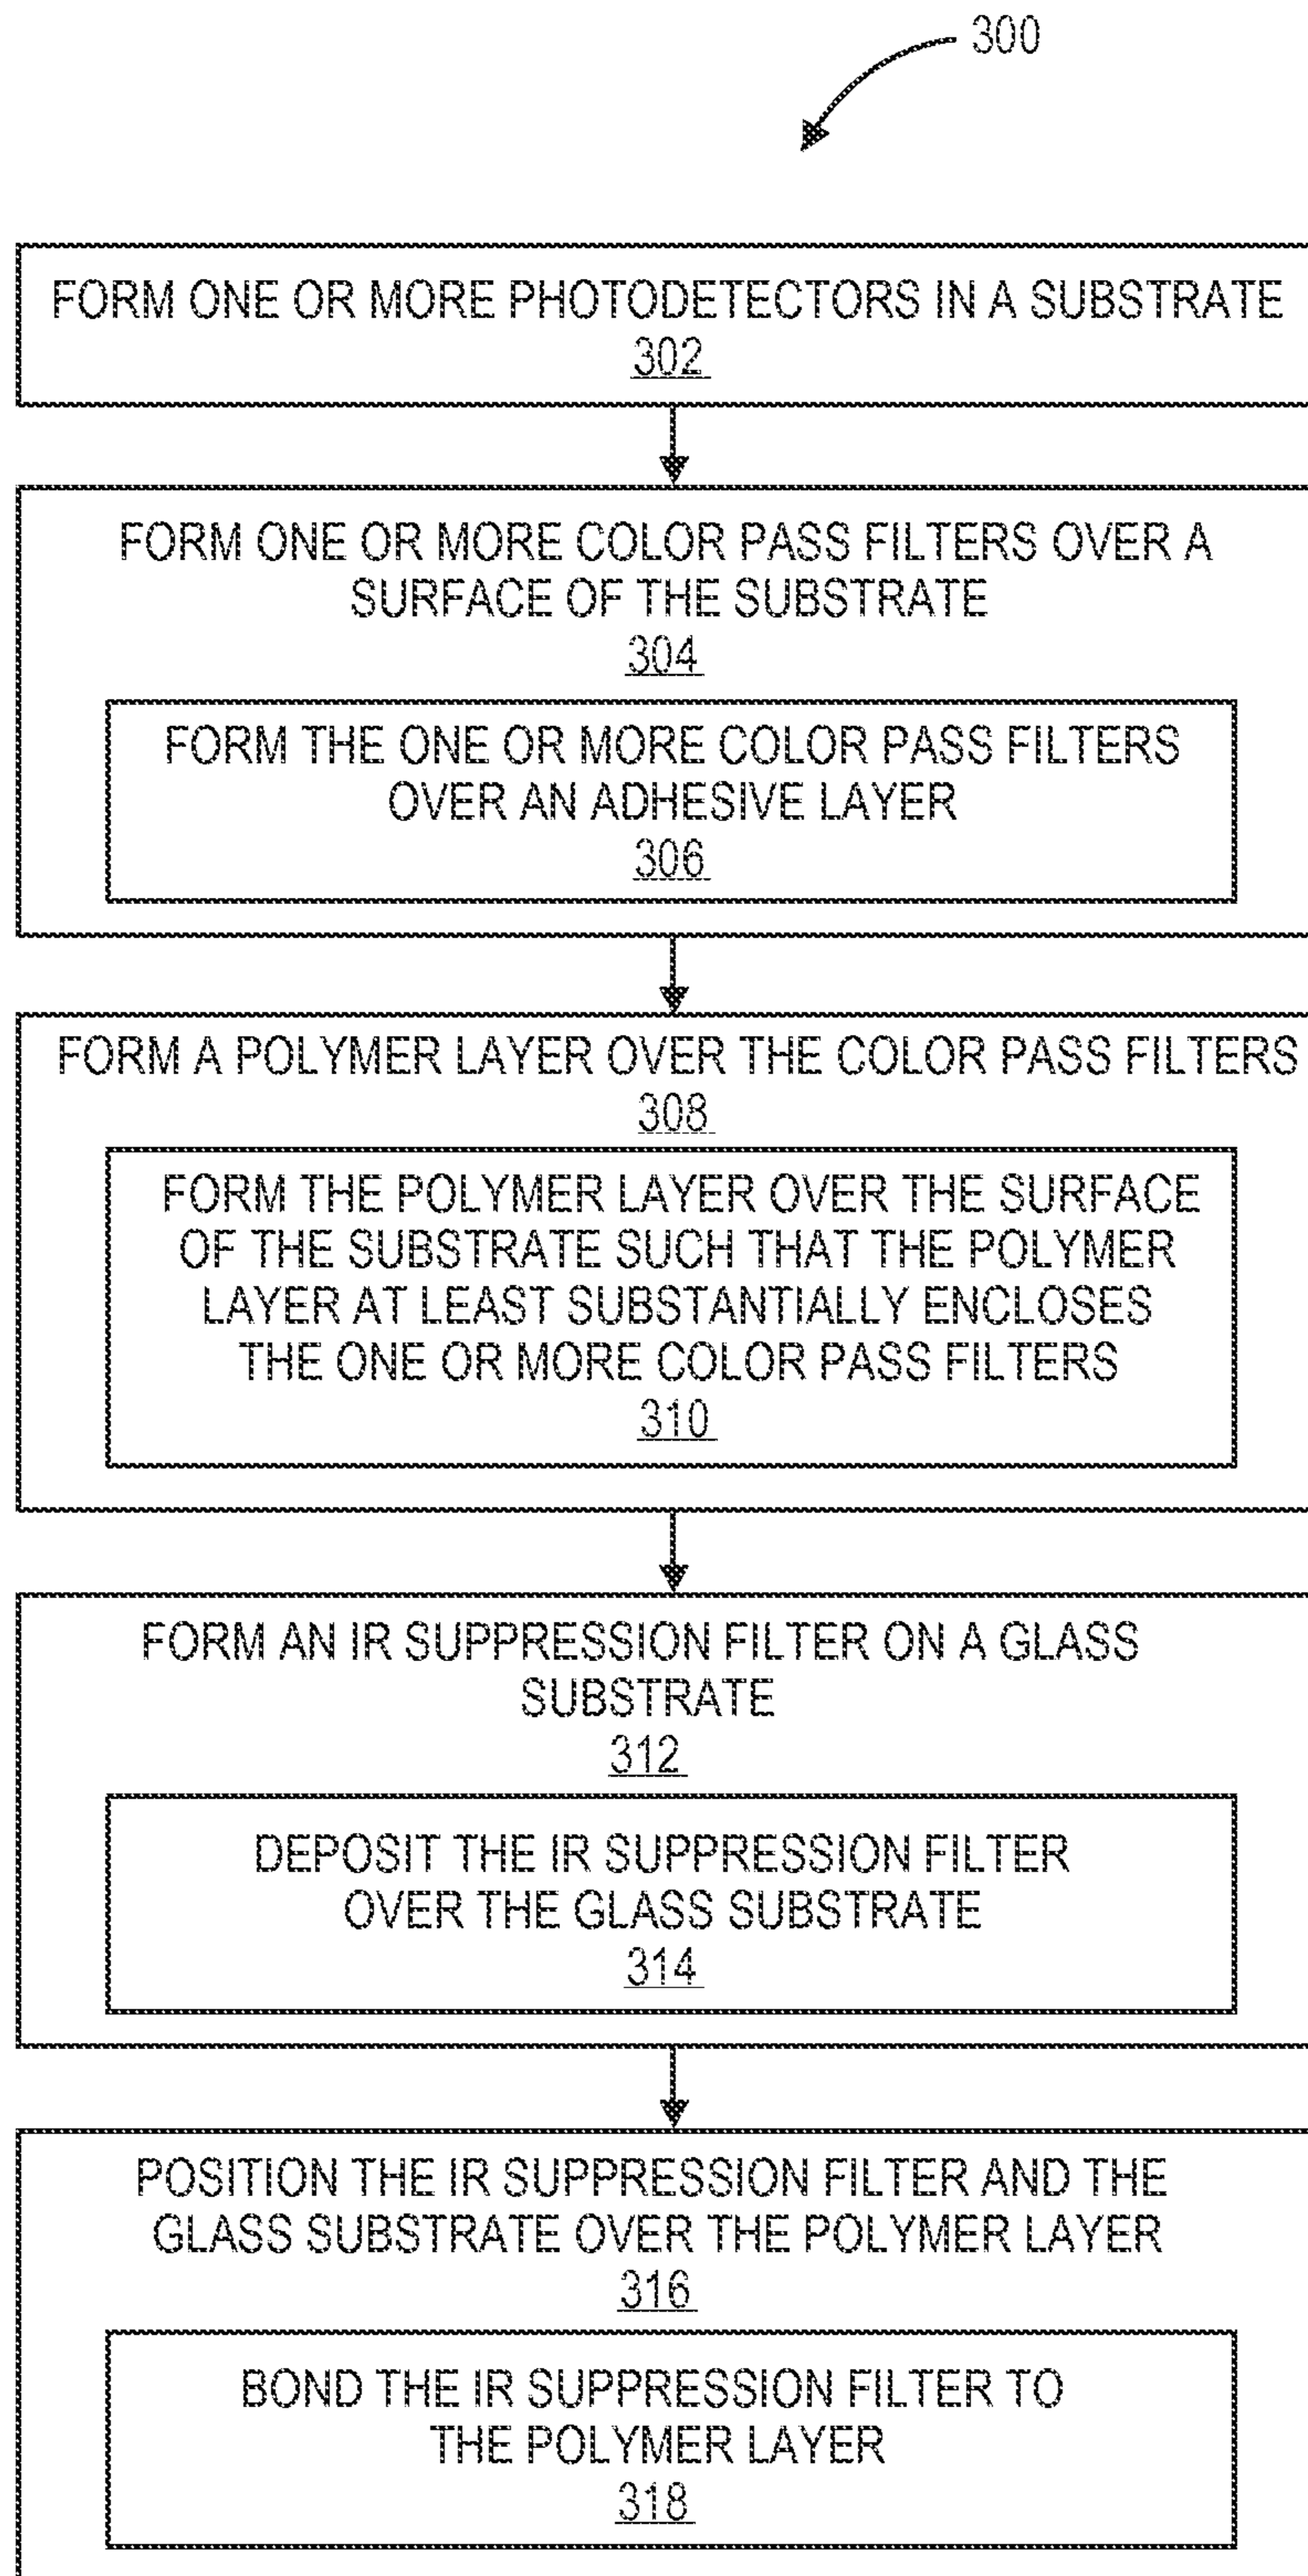 300
FORM ONE OR MORE PHOTODETECTORS IN A SUBSTRATE
302
FORM ONE OR MORE COLOR PASS FILTERS OVER A
SURFACE OF THE SUBSTRATE
304
FORM THE ONE OR MORE COLOR PASS FILTERS
OVER AN ADHESIVE LAYER
306
FORM A POLYMER LAYER OVER THE COLOR PASS FILTERS
308
FORM THE POLYMER LAYER OVER THE SURFACE
OF THE SUBSTRATE SUCH THAT THE POLYMER
LAYER AT LEAST SUBSTANTIALLY ENCLOSES
THE ONE OR MORE COLOR PASS FILTERS
310
FORM AN IR SUPPRESSION FILTER ON A GLASS
SUBSTRATE
312
DEPOSIT THE IR SUPPRESSION FILTER
OVER THE GLASS SUBSTRATE
314
POSITION THE IR SUPPRESSION FILTER AND THE
GLASS SUBSTRATE OVER THE POLYMER LAYER
316
BOND THE IR SUPPRESSION FILTER TO
THE POLYMER LAYER
318